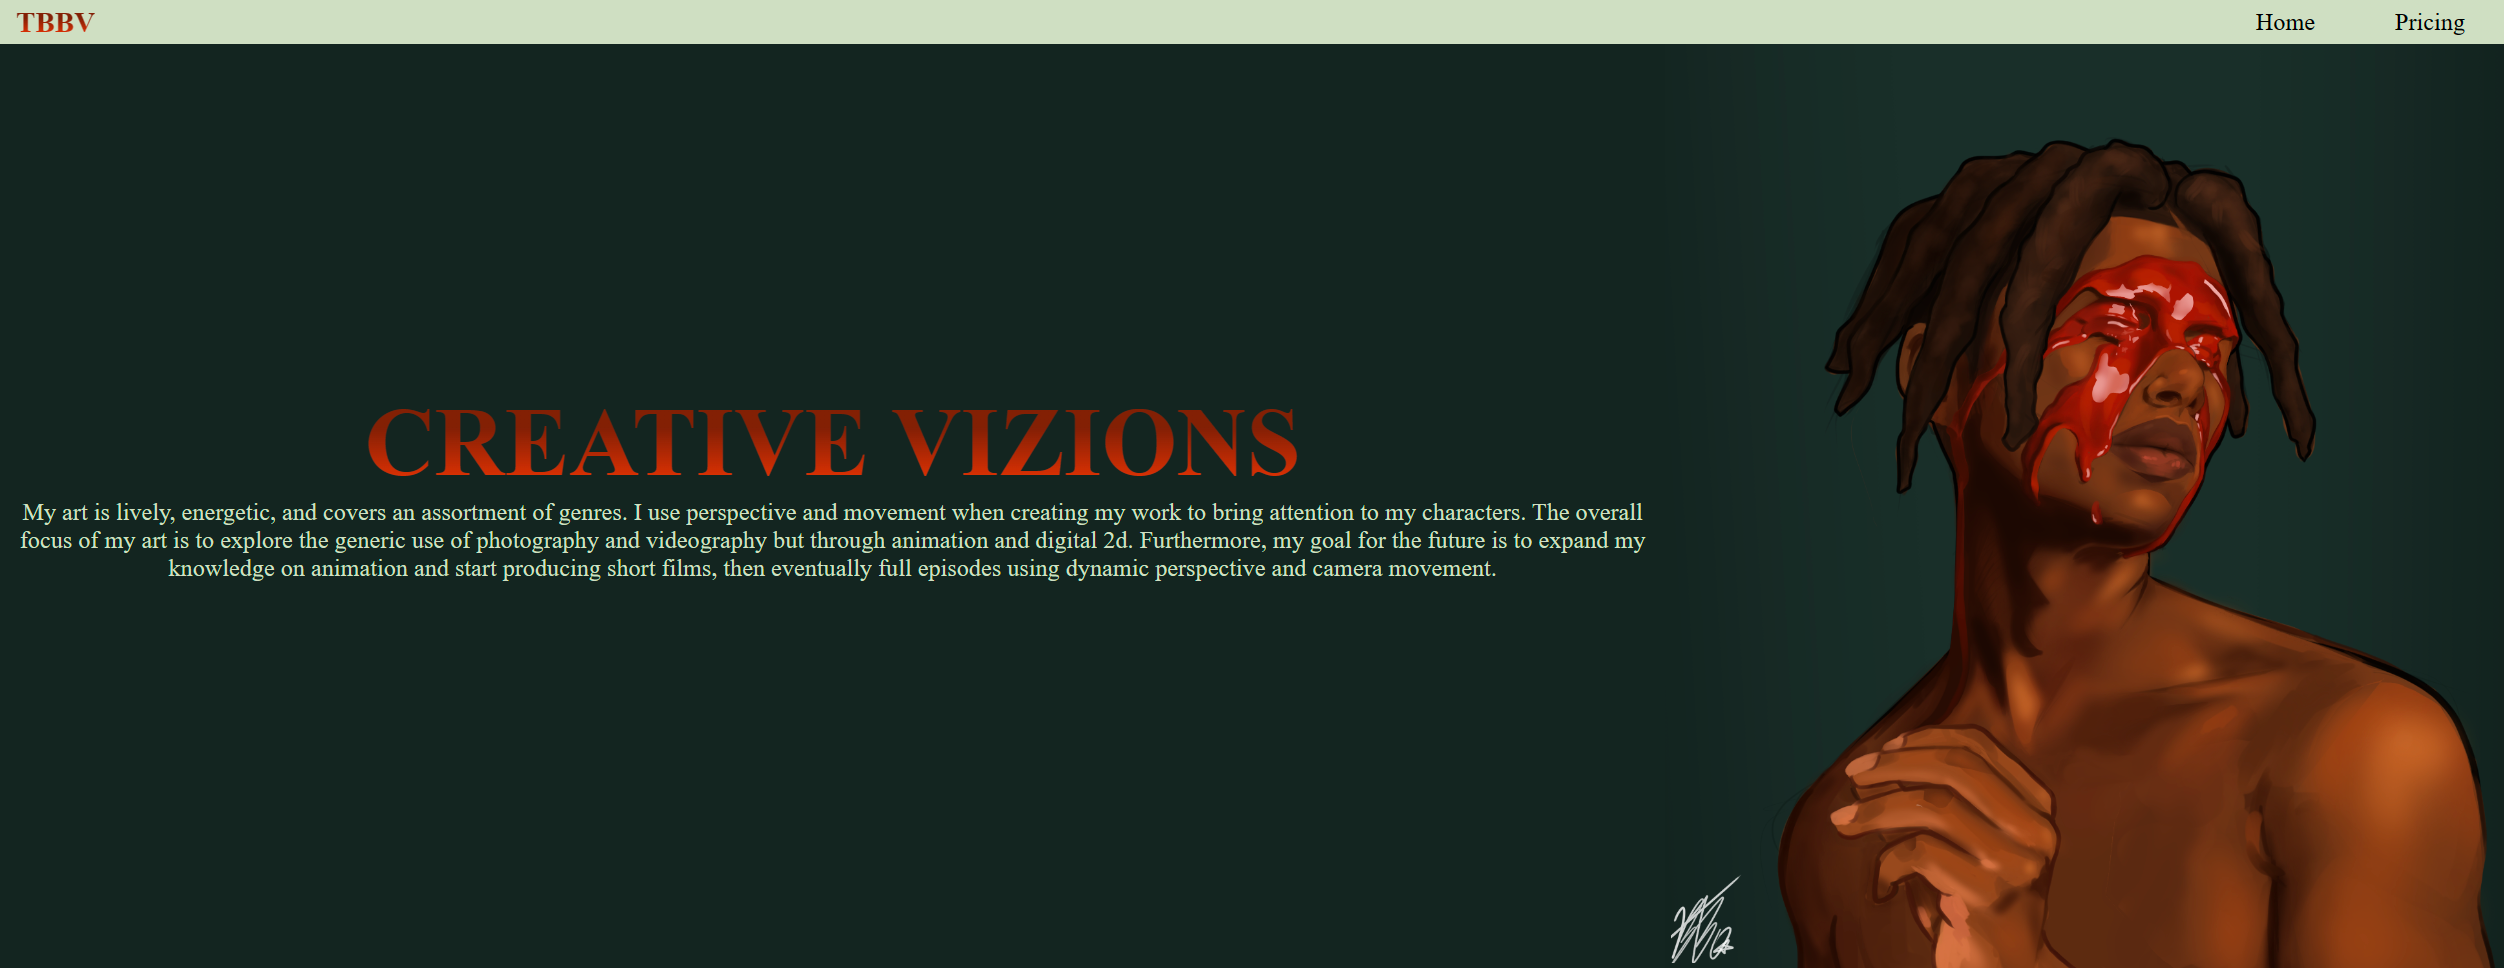 TBBV
Home
Pricing
CREATIVE VIZIONS
My art is lively, energetic, and covers an assortment of genres. I use perspective and movement when creating my work to bring attention to my characters. The overall
focus of my art is to explore the generic use of photography and videography but through animation and digital 2d. Furthermore, my goal for the future is to expand my
knowledge on animation and start producing short films, then eventually full episodes using dynamic perspective and camera movement.